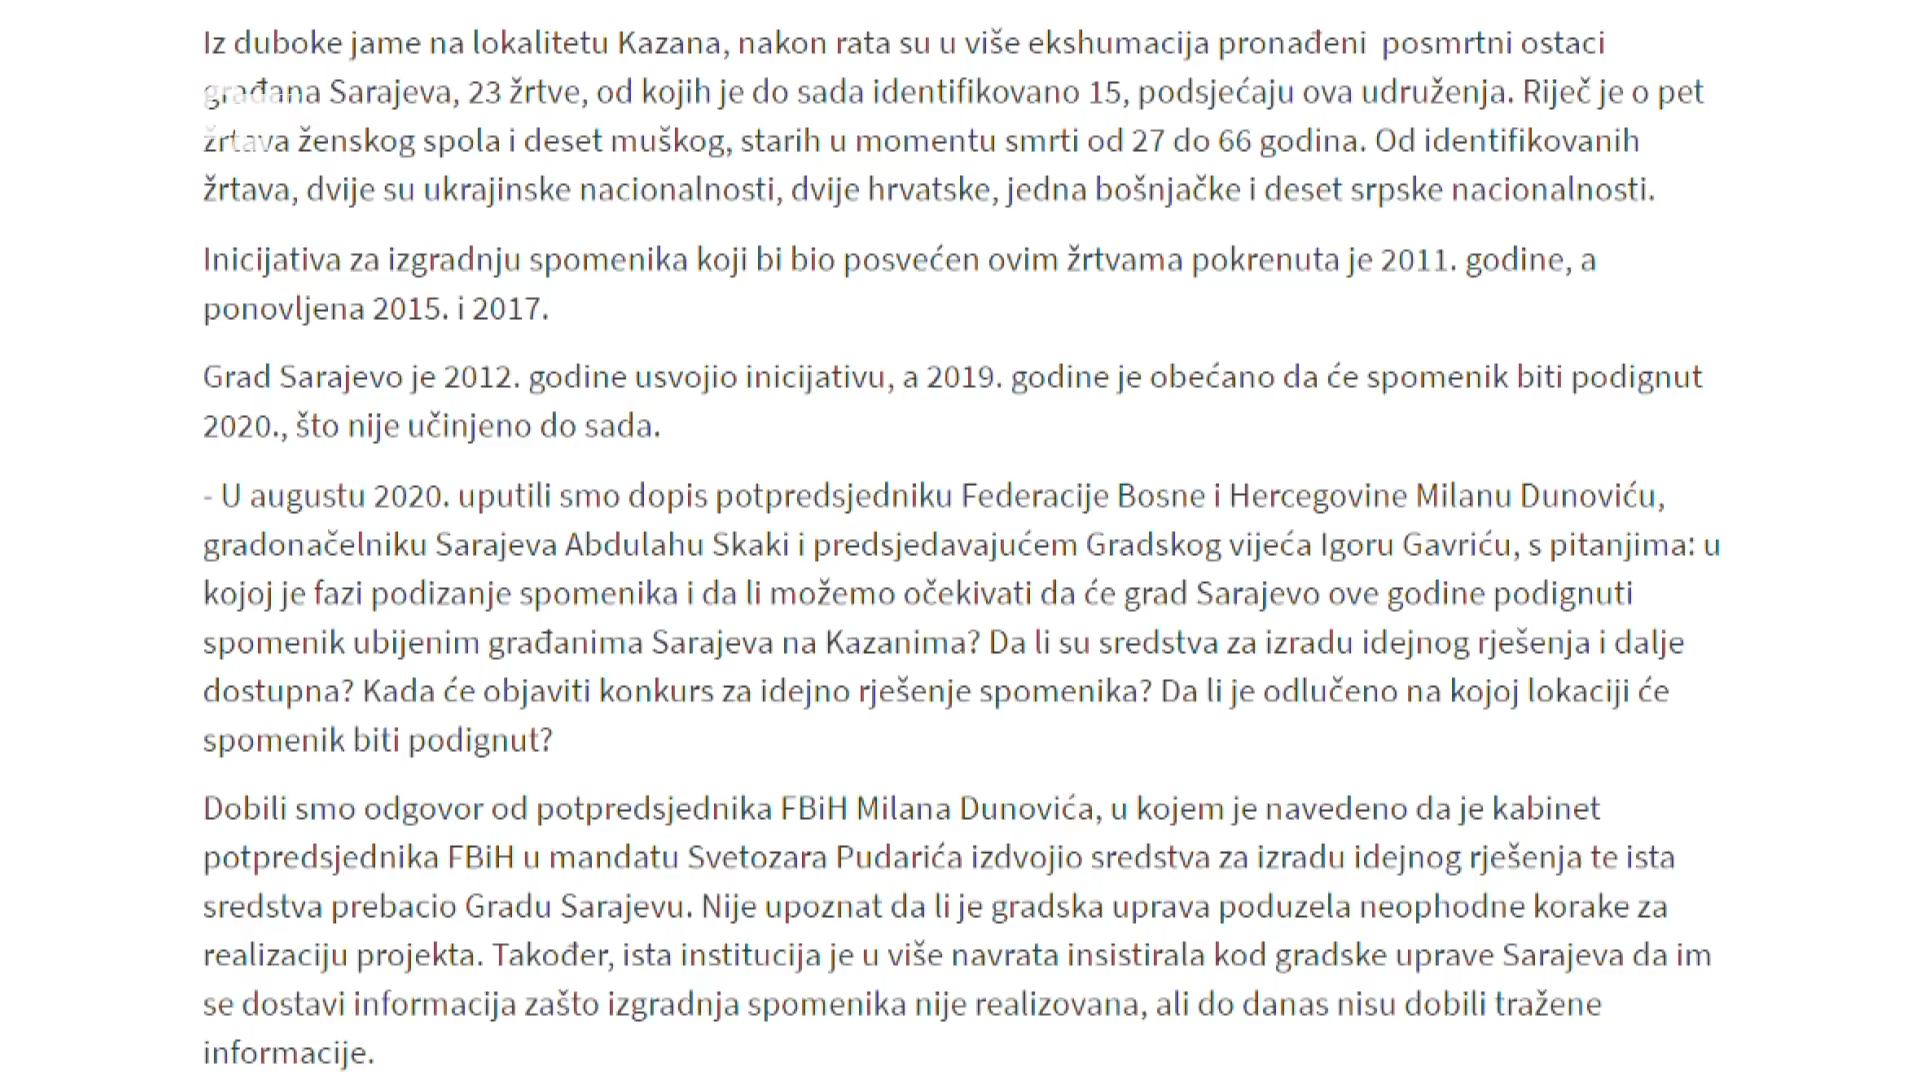 Iz duboke jame na lokalitetu Kazana, nakon rata su u više ekshumacija pronađeni posmrtni ostaci
građana Sarajeva, 23 žrtve, od kojih je do sada identifikovano 15, podsjećaju ova udruženja. Riječ je o pet
žrtava ženskog spola i deset muškog, starih u momentu smrti od 27 do 66 godina. Od identifikovanih
žrtava, dvije su ukrajinske nacionalnosti, dvije hrvatske, jedna bošnjačke i deset srpske nacionalnosti.
Inicijativa za izgradnju spomenika koji bi bio posvećen ovim žrtvama pokrenuta je 2011. godine, a
ponovljena 2015. i 2017.
Grad Sarajevo je 2012. godine usvojio inicijativu, a 2019. godine je obećano da će spomenik biti podignut
2020., što nije učinjeno do sada.
- U augustu 2020. uputili smo dopis potpredsjedniku Federacije Bosne i Hercegovine Milanu Dunoviću,
gradonačelniku Sarajeva Abdulahu Skaki i predsjedavajućem Gradskog vijeća Igoru Gavriću, s pitanjima: u
kojoj je fazi podizanje spomenika i da li možemo očekivati da će grad Sarajevo ove godine podignuti
spomenik ubijenim građanima Sarajeva na Kazanima? Da li su sredstva za izradu idejnog rješenja i dalje
dostupna? Kada će objaviti konkurs za idejno rješenje spomenika? Da li je odlučeno na kojoj lokaciji će
spomenik biti podignut?
Dobili smo odgovor od potpredsjednika FBiH Milana Dunovića, u kojem je navedeno da je kabinet
potpredsjednika FBiH u mandatu Svetozara Pudarića izdvojio sredstva za izradu idejnog rješenja te ista
sredstva prebacio Gradu Sarajevu. Nije upoznat da li je gradska uprava poduzela neophodne korake za
realizaciju projekta. Također, ista institucija je u više navrata insistirala kod gradske uprave Sarajeva da im
se dostavi informacija zašto izgradnja spomenika nije realizovana, ali do danas nisu dobili tražene
informacije.